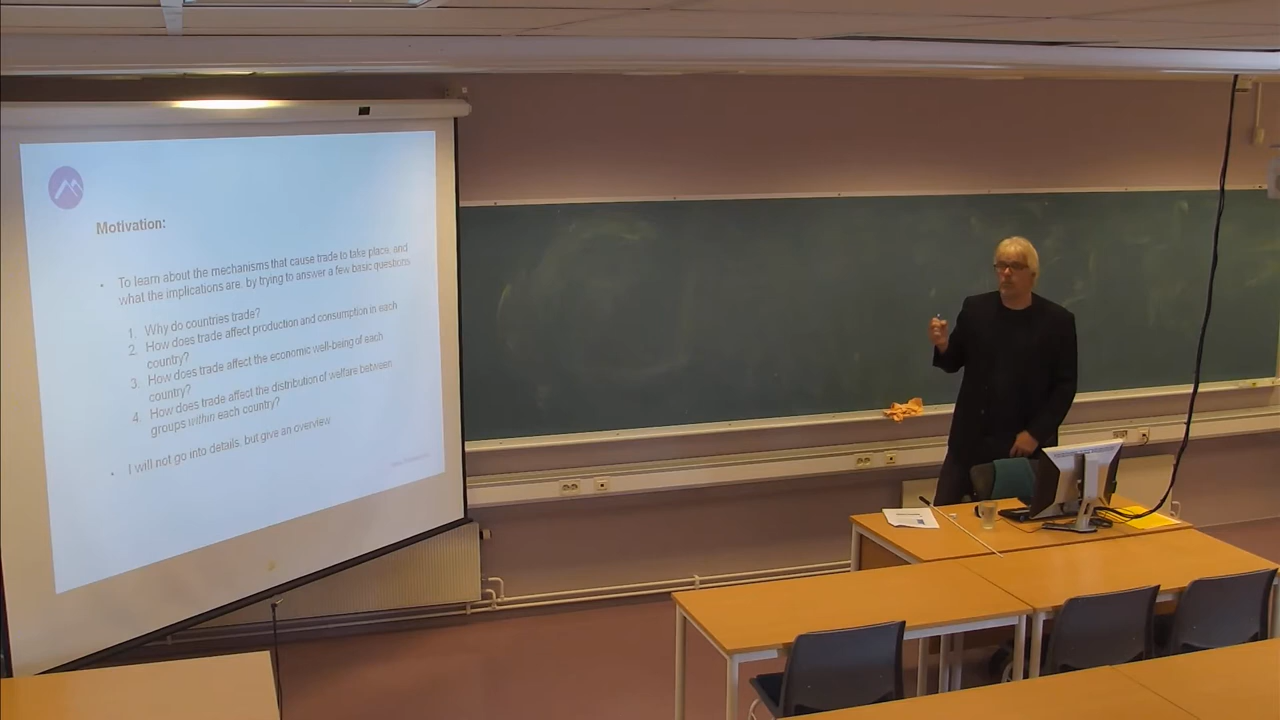 Motivation:
• To learn about the mechanisms that cause trade to take place, and
what the implications are, by trying to answer a few basic questions
1. Why do countries trade?
2. How does trade affect production and consumption in each
country?
3. How does trade affect the economic well-being of each
country?
4. How does trade affect the distribution of welfare between
groups within each country?
• I will not go into details, but give an overview